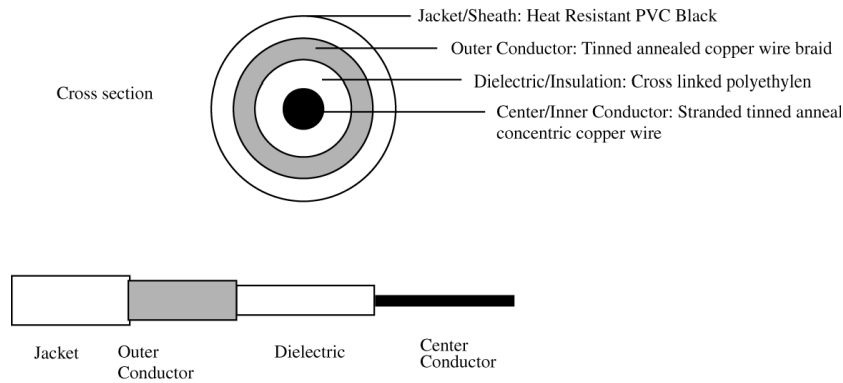 Jacket/Sheath: Heat Resistant PVC Black
Outer Conductor: Tinned annealed copper wire braid
Cross section
Dielectric/Insulation: Cross linked polyethylen
Center/Inner Conductor: Stranded tinned anneal
concentric copper wire
Jacket
Outer
Conductor
Dielectric
Center
Conductor